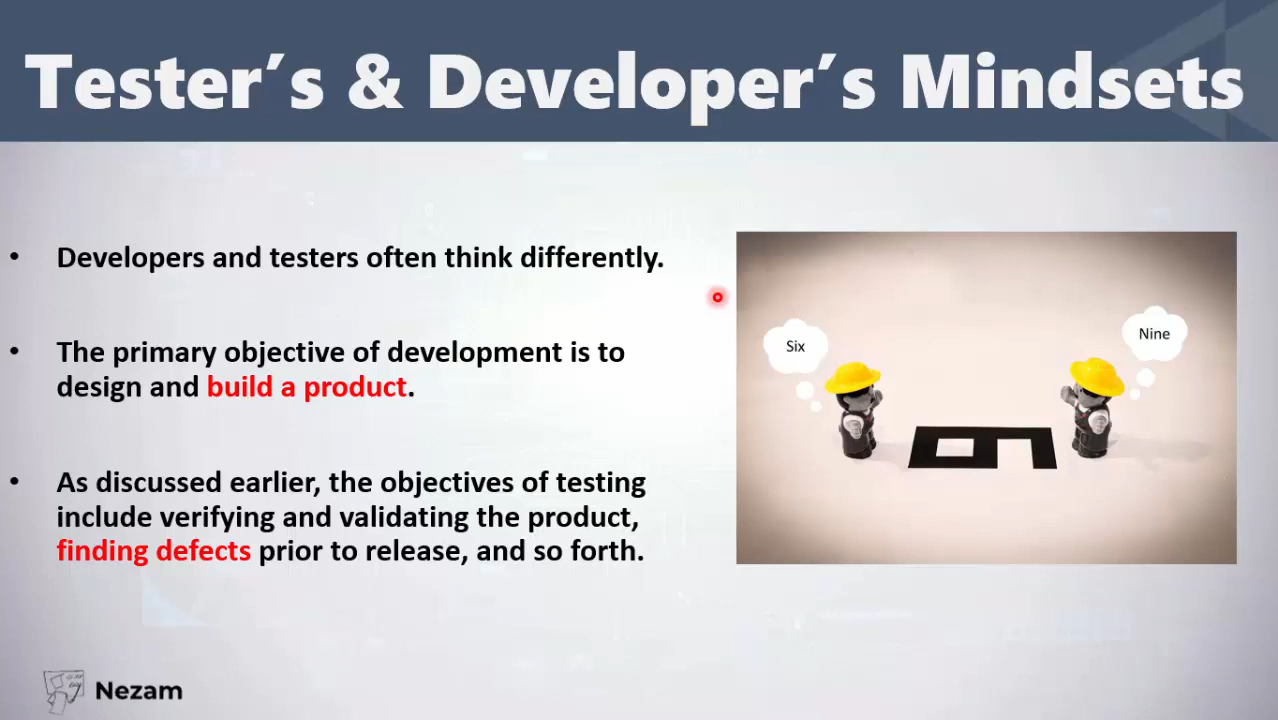 Tester’s & Developer’s Mindsets
• Developers and testers often think differently.
• The primary objective of development is to
design and build a product.
• As discussed earlier, the objectives of testing
include verifying and validating the product,
finding defects prior to release, and so forth.
Six
Nine
Nezam